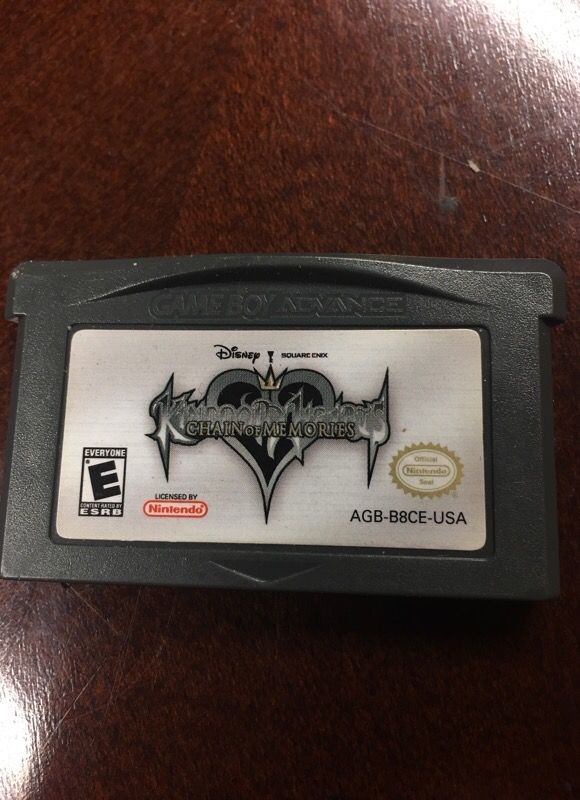 GAME BOY ADVANCE
Disney SQUARE ENIX
KINGDOM HEARTS
CHAIN OF MEMORIES
EVERYONE
E
CONTENT RATED BY
ESRB
LICENSED BY
Nintendo
Official
Nintendo
Seal
AGB-B8CE-USA